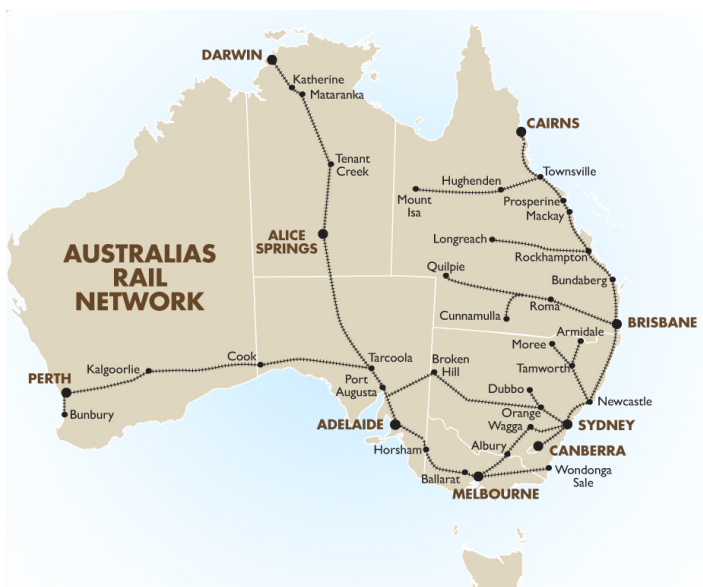 DARWIN
Katherine
Mataranka
CAIRNS
Tenant
Creek
Townsville
Hughenden
Mount
Isa
Prosperine
Mackay
ALICE
SPRINGS
Longreach
Rockhampton
AUSTRALIAS
RAIL
NETWORK
Quilpie
Bundaberg
Roma
Cunnamulla
BRISBANE
Armidale
Moree
Cook
Tarcoola
Broken
Hill
Tamworth
Kalgoorlie
PERTH
Port
Augusta
Dubbo
Newcastle
Bunbury
Orange
ADELAIDE
Wagga
SYDNEY
Horsham
Albury
CANBERRA
Ballarat
Wondonga
Sale
MELBOURNE